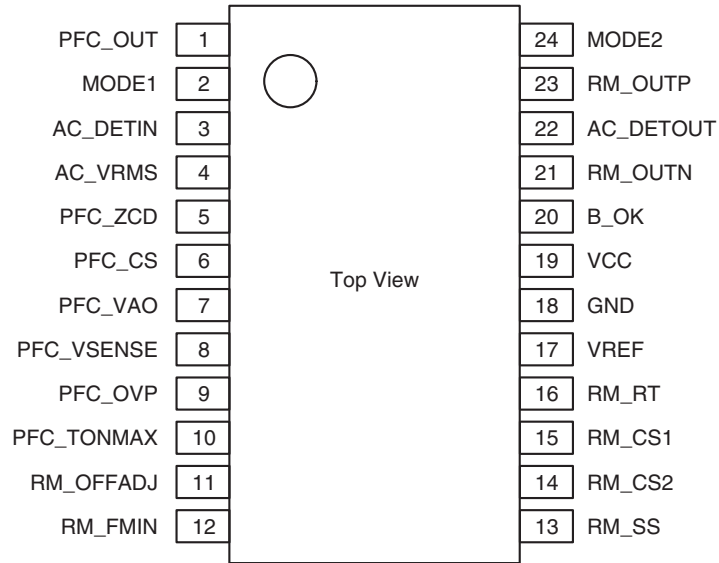 PFC_OUT 1 24 MODE2
MODE1 2 23 RM_OUTP
AC_DETIN 3 22 AC_DETOUT
AC_VRMS 4 21 RM_OUTN
PFC_ZCD 5 20 B_OK
PFC_CS 6 19 VCC
Top View
PFC_VAO 7 18 GND
PFC_VSENSE 8 17 VREF
PFC_OVP 9 16 RM_RT
PFC_TONMAX 10 15 RM_CS1
RM_OFFADJ 11 14 RM_CS2
RM_FMIN 12 13 RM_SS